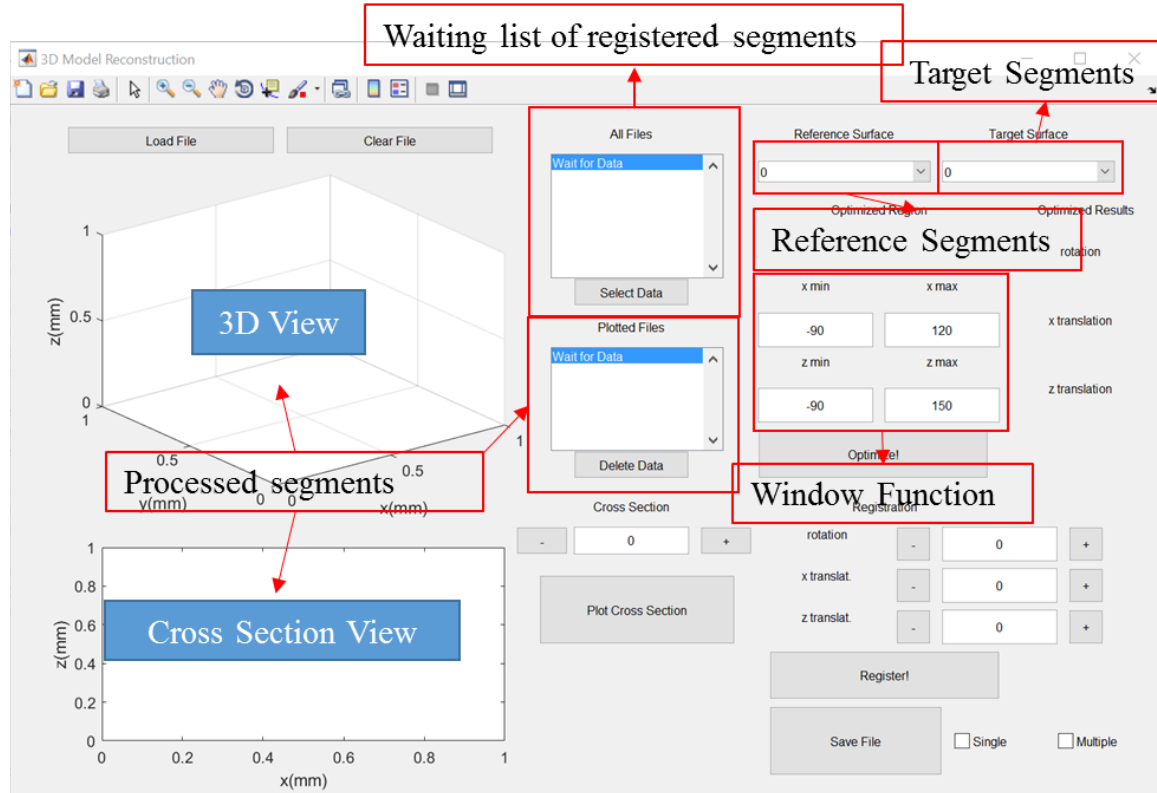 Waiting list of registered segments
3D Model Reconstruction
Target Segments
Load File
Clear File
All Files
Reference Surface
Target Surface
Wait for Data
0
0
Optimized Region
Optimized Results
Reference Segments
rotation
Select Data
x min
x max
x translation
-90
120
z min
z max
z translation
-90
150
Plotted Files
Wait for Data
Delete Data
Optimize!
Window Function
1
0.5
0
z(mm)
3D View
1
0.5
0
y(mm)
0
0.5
1
x(mm)
Processed segments
Cross Section
-
0
+
Plot Cross Section
Registration
rotation
-
0
+
x translat.
-
0
+
z translat.
-
0
+
Register!
Save File
Single
Multiple
1
0.8
0.6
0.4
0.2
0
z(mm)
Cross Section View
0
0.2
0.4
0.6
0.8
1
x(mm)